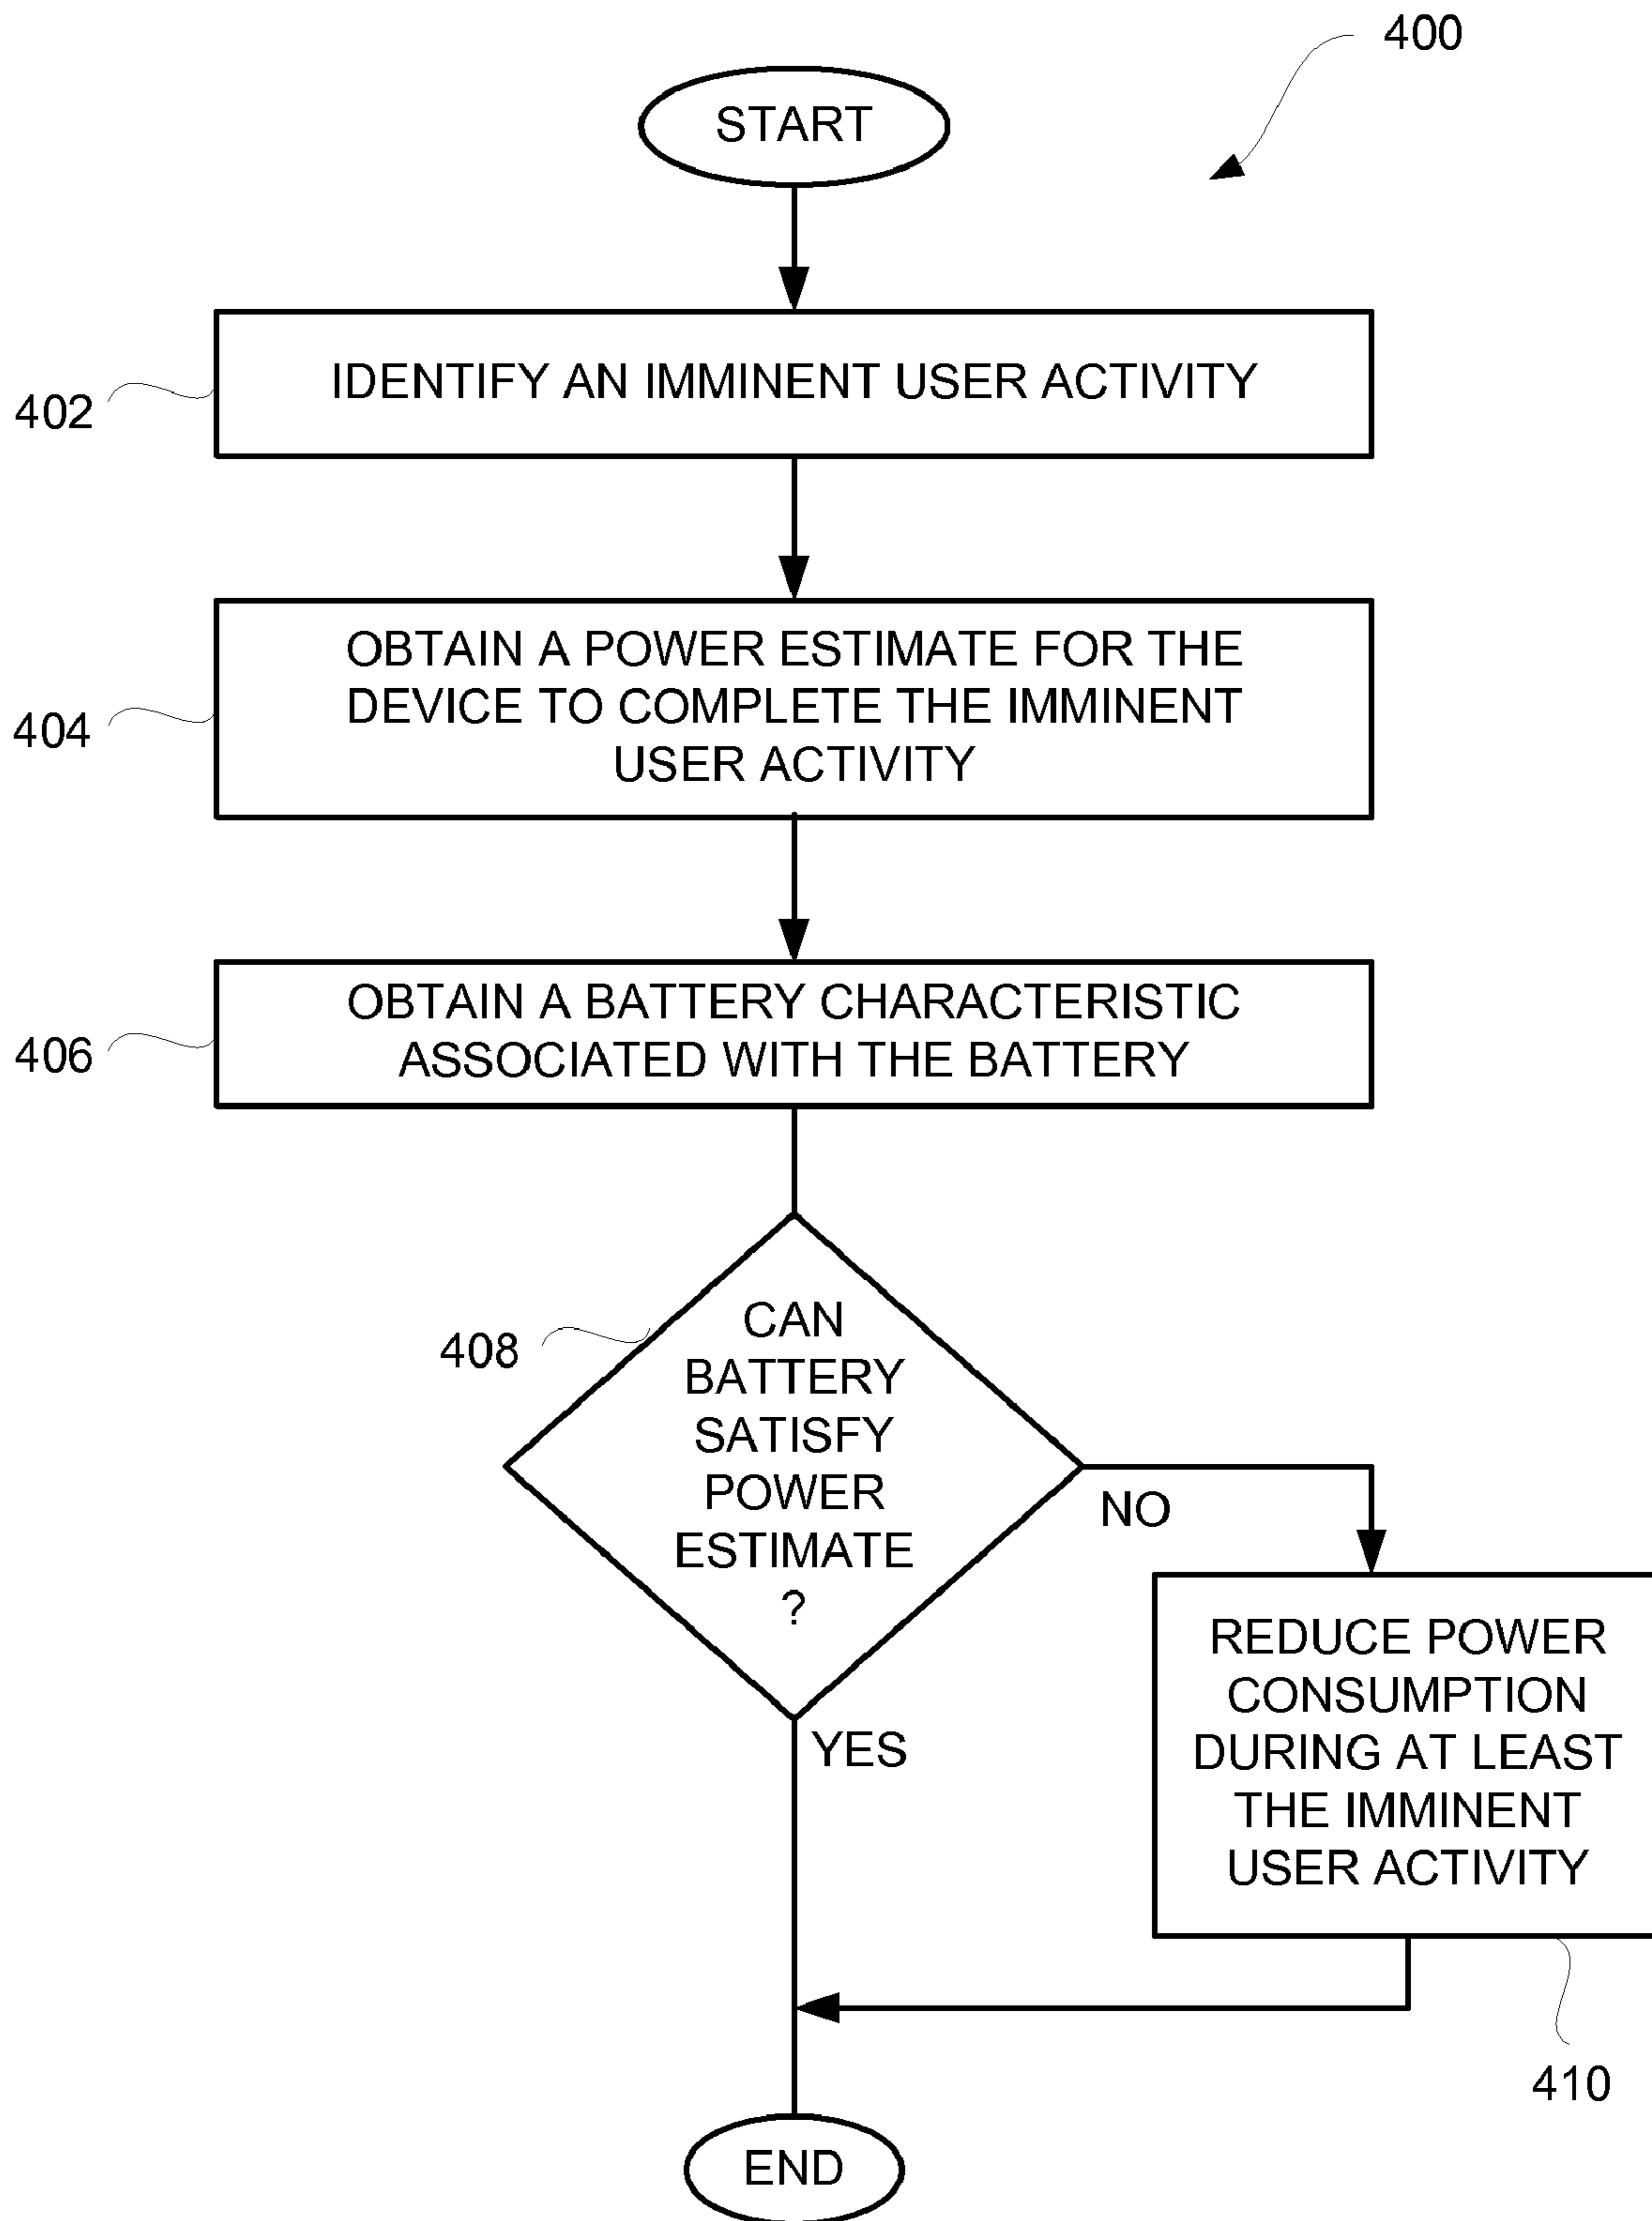 400
START
402
IDENTIFY AN IMMINENT USER ACTIVITY
404
OBTAIN A POWER ESTIMATE FOR THE
DEVICE TO COMPLETE THE IMMINENT
USER ACTIVITY
406
OBTAIN A BATTERY CHARACTERISTIC
ASSOCIATED WITH THE BATTERY
408
CAN
BATTERY
SATISFY
POWER
ESTIMATE
?
NO
YES
REDUCE POWER
CONSUMPTION
DURING AT LEAST
THE IMMINENT
USER ACTIVITY
410
END